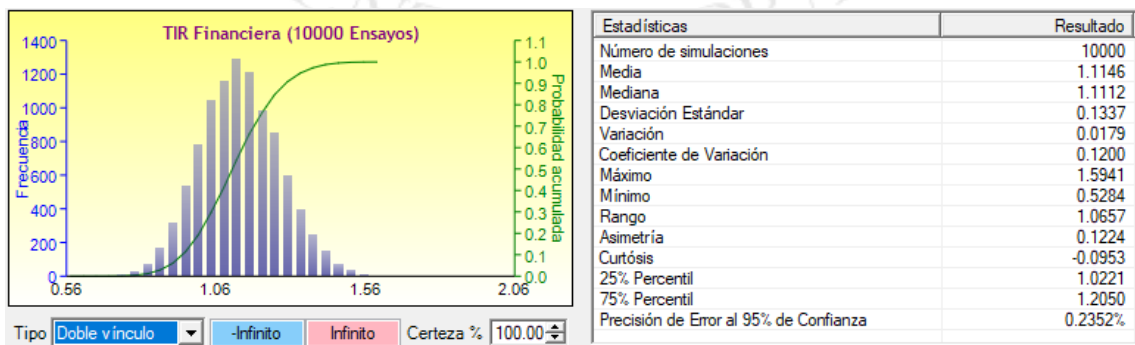 TIR Financiera (10000 Ensayos)
1400
1200
1000
800
600
400
200
0
Frecuencia
1.1
1.0
0.9
0.8
0.7
0.6
0.5
0.4
0.3
0.2
0.1
0.0
Probabilidad acumulada
0.56 1.06 1.56 2.06
Tipo Doble vínculo -Infinito Infinito Certeza % 100.00
Estadísticas Resultado
Número de simulaciones 10000
Media 1.1146
Mediana 1.1112
Desviación Estándar 0.1337
Variación 0.0179
Coeficiente de Variación 0.1200
Máximo 1.5941
Mínimo 0.5284
Rango 1.0657
Asimetría 0.1224
Curtósis -0.0953
25% Percentil 1.0221
75% Percentil 1.2050
Precisión de Error al 95% de Confianza 0.2352%